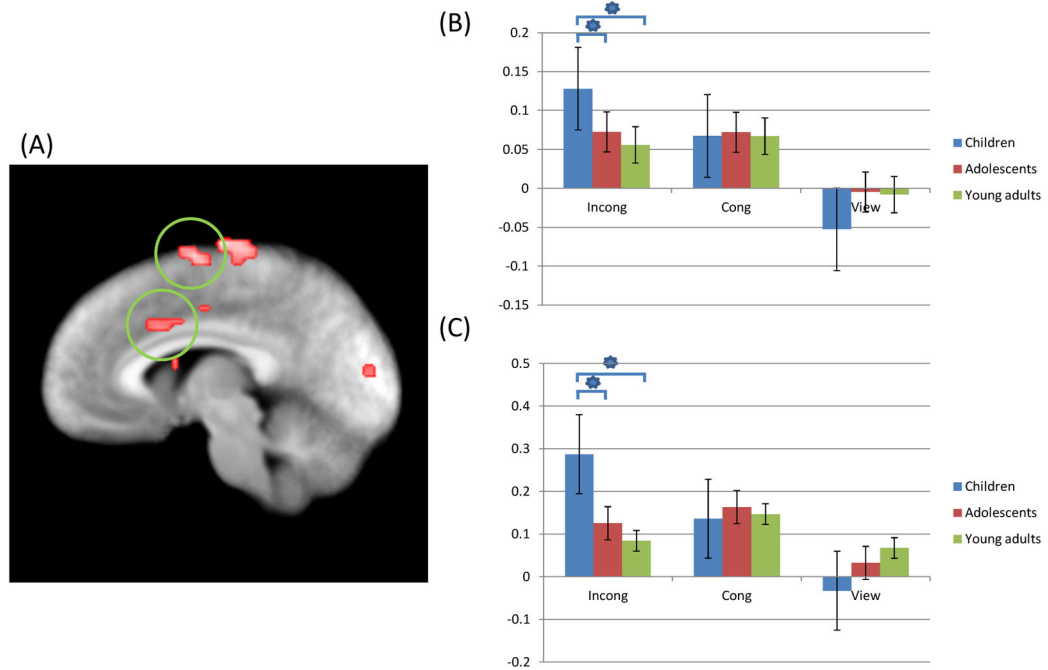 (A)
(B)
0.2
0.15
0.1
0.05
0
-0.05
-0.1
-0.15
Incong
Cong
View
Children
Adolescents
Young adults
(C)
0.5
0.4
0.3
0.2
0.1
0
-0.1
-0.2
Incong
Cong
View
Children
Adolescents
Young adults